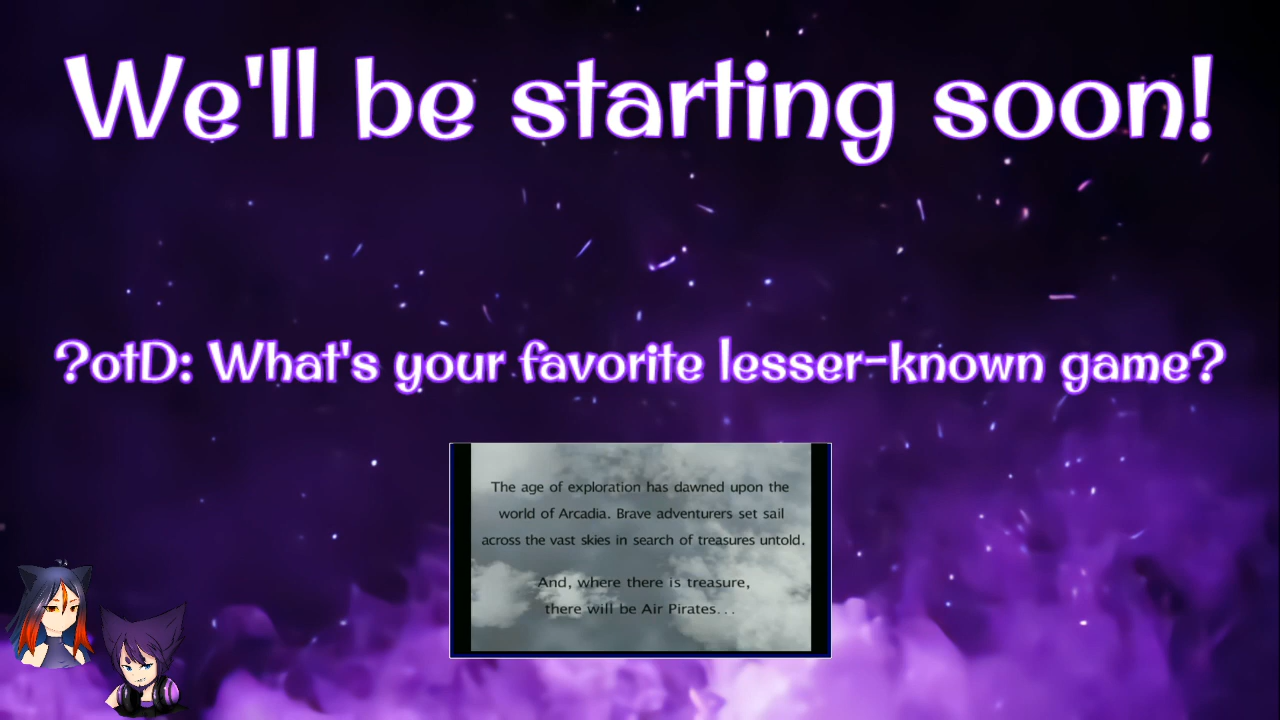 We'll be starting soon!
?otD: What's your favorite lesser-known game?
The age of exploration has dawned upon the
world of Arcadia. Brave adventurers set sail
across the vast skies in search of treasures untold.
And, where there is treasure,
there will be Air Pirates...